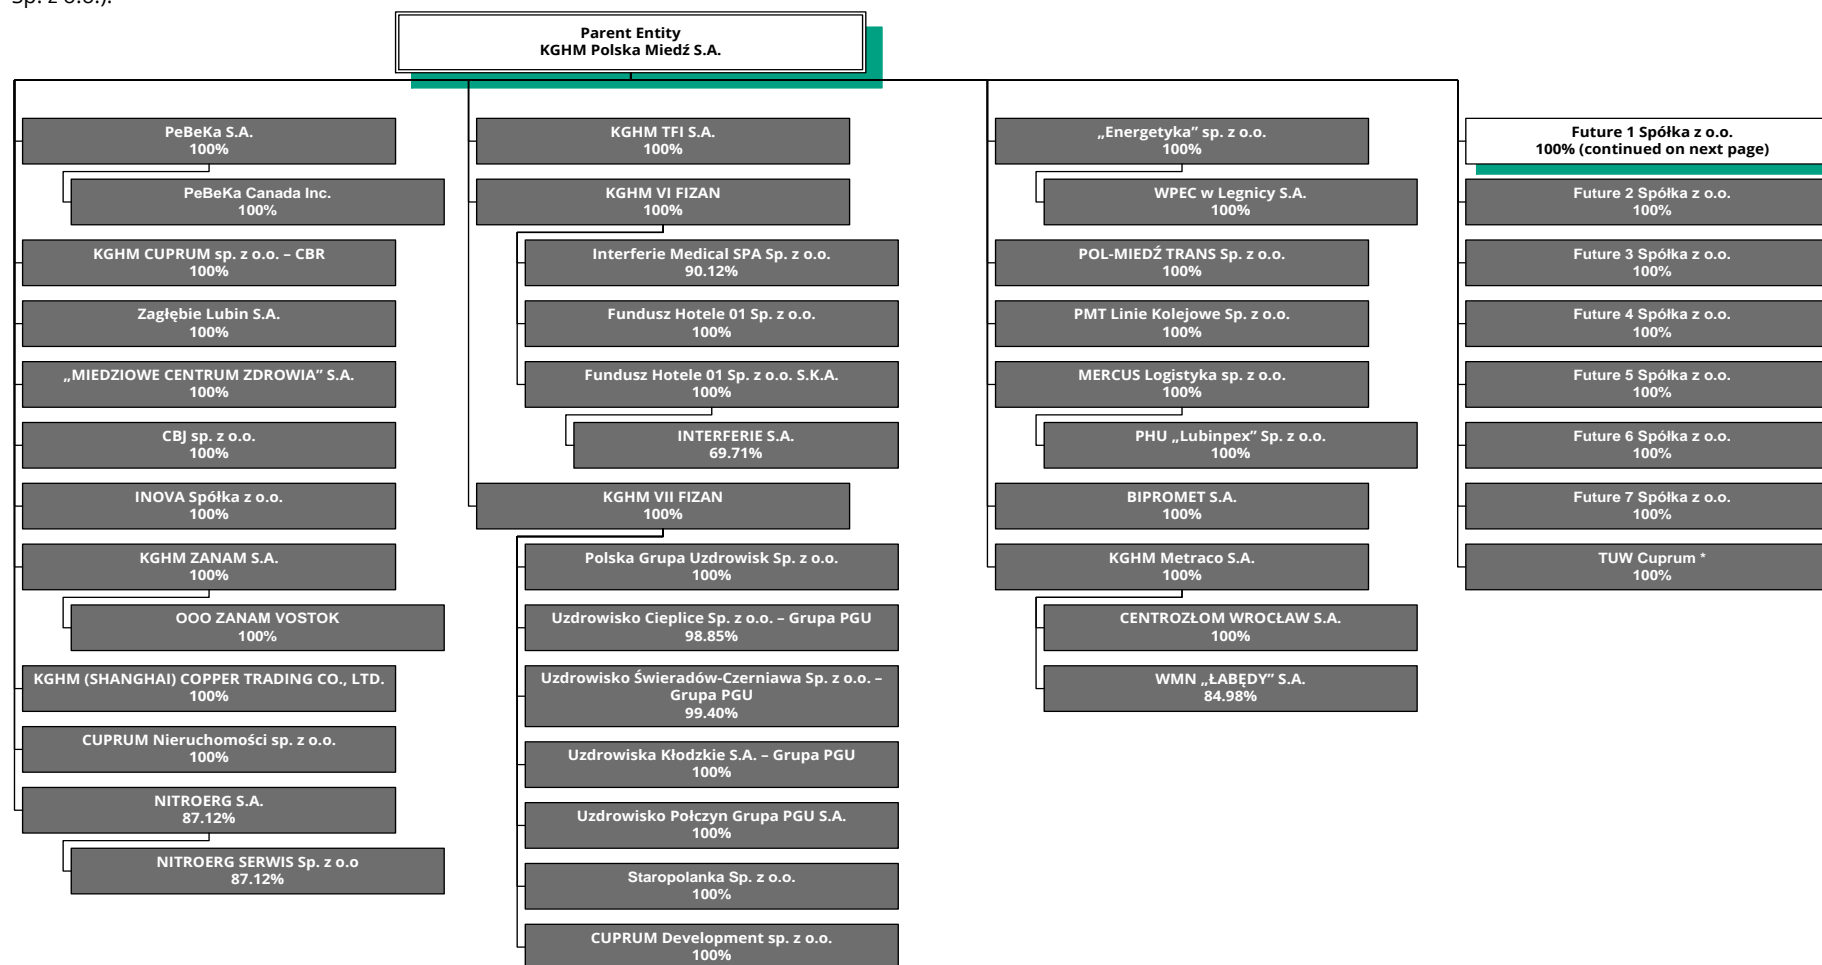 Sp. z o.o.).
Parent Entity
KGHM Polska Miedź S.A.
PeBeKa S.A.
100%
PeBeKa Canada Inc.
100%
KGHM CUPRUM sp. z o.o. – CBR
100%
Zagłębie Lubin S.A.
100%
„MIEDZIOWE CENTRUM ZDROWIA” S.A.
100%
CBJ sp. z o.o.
100%
INOVA Spółka z o.o.
100%
KGHM ZANAM S.A.
100%
OOO ZANAM VOSTOK
100%
KGHM (SHANGHAI) COPPER TRADING CO., LTD.
100%
CUPRUM Nieruchomości sp. z o.o.
100%
NITROERG S.A.
87.12%
NITROERG SERWIS Sp. z o.o
87.12%
KGHM TFI S.A.
100%
KGHM VI FIZAN
100%
Interferie Medical SPA Sp. z o.o.
90.12%
Fundusz Hotele 01 Sp. z o.o.
100%
Fundusz Hotele 01 Sp. z o.o. S.K.A.
100%
INTERFERIE S.A.
69.71%
KGHM VII FIZAN
100%
Polska Grupa Uzdrowisk Sp. z o.o.
100%
Uzdrowisko Cieplice Sp. z o.o. – Grupa PGU
98.85%
Uzdrowisko Świeradów-Czerniawa Sp. z o.o. –
Grupa PGU
99.40%
Uzdrowiska Kłodzkie S.A. – Grupa PGU
100%
Uzdrowisko Połczyn Grupa PGU S.A.
100%
Staropolanka Sp. z o.o.
100%
CUPRUM Development sp. z o.o.
100%
„Energetyka” sp. z o.o.
100%
WPEC w Legnicy S.A.
100%
POL-MIEDŹ TRANS Sp. z o.o.
100%
PMT Linie Kolejowe Sp. z o.o.
100%
MERCUS Logistyka sp. z o.o.
100%
PHU „Lubinpex” Sp. z o.o.
100%
BIPROMET S.A.
100%
KGHM Metraco S.A.
100%
CENTROZŁOM WROCŁAW S.A.
100%
WMN „ŁABĘDY” S.A.
84.98%
Future 1 Spółka z o.o.
100% (continued on next page)
Future 2 Spółka z o.o.
100%
Future 3 Spółka z o.o.
100%
Future 4 Spółka z o.o.
100%
Future 5 Spółka z o.o.
100%
Future 6 Spółka z o.o.
100%
Future 7 Spółka z o.o.
100%
TUW Cuprum *
100%